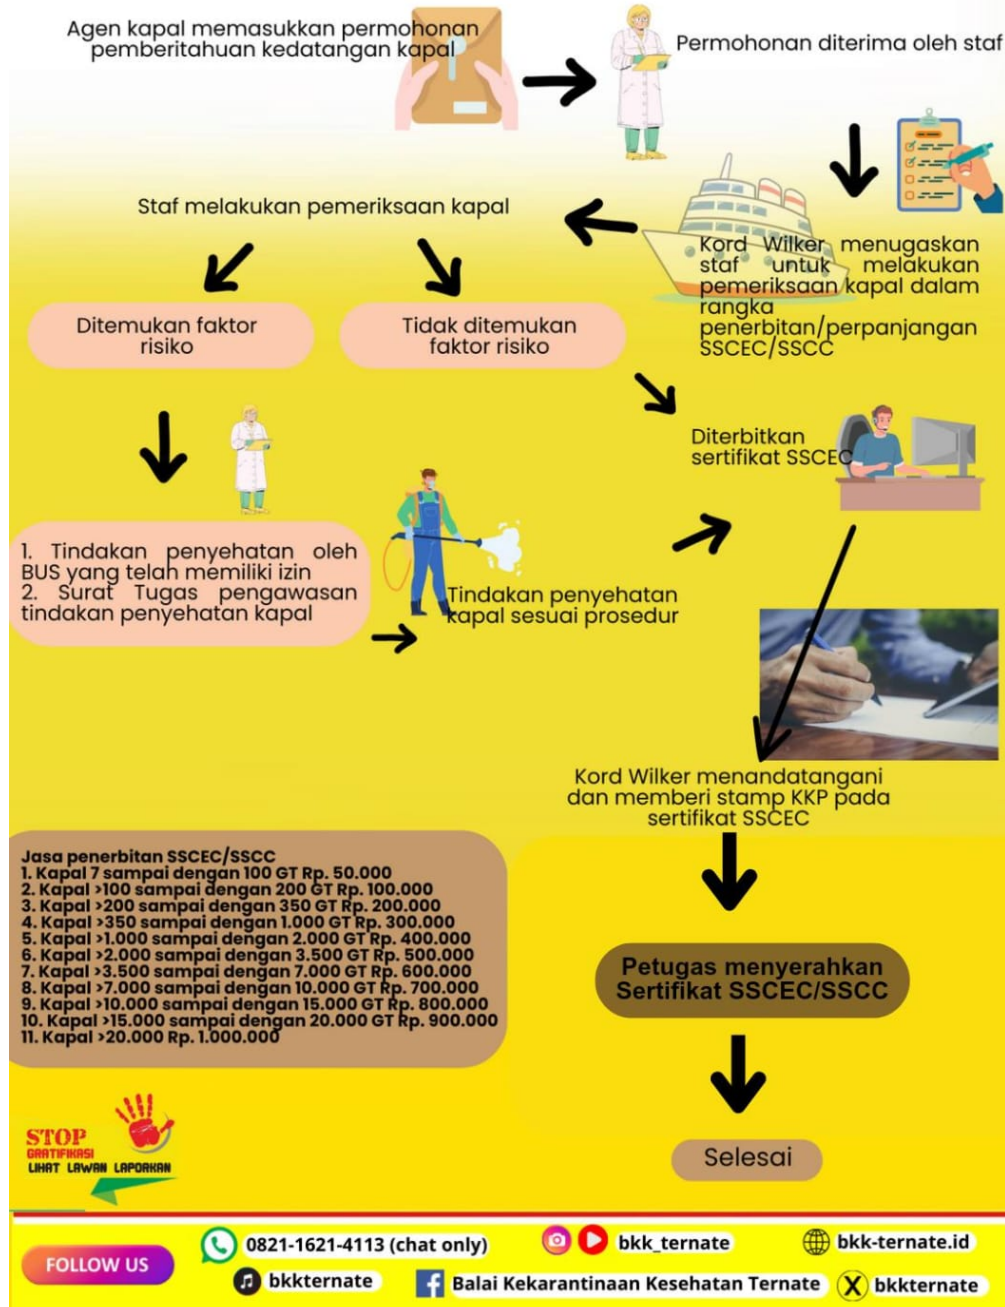 Agen kapal memasukkan permohonan
pemberitahuan kedatangan kapal
Permohonan diterima oleh staf
Kord Wilker menugaskan
staf untuk melakukan
pemeriksaan kapal dalam
rangka
penerbitan/perpanjangan
SSCEC/SSCC
Staf melakukan pemeriksaan kapal
Ditemukan faktor
risiko
Tidak ditemukan
faktor risiko
Diterbitkan
sertifikat SSCEC
1. Tindakan penyehatan oleh
BUS yang telah memiliki izin
2. Surat Tugas pengawasan
tindakan penyehatan kapal
Tindakan penyehatan
kapal sesuai prosedur
Kord Wilker menandatangani
dan memberi stamp KKP pada
sertifikat SSCEC
Petugas menyerahkan
Sertifikat SSCEC/SSCC
Selesai
Jasa penerbitan SSCEC/SSCC
1. Kapal 7 sampai dengan 100 GT Rp. 50.000
2. Kapal >100 sampai dengan 200 GT Rp. 100.000
3. Kapal >200 sampai dengan 350 GT Rp. 200.000
4. Kapal >350 sampai dengan 1.000 GT Rp. 300.000
5. Kapal >1.000 sampai dengan 2.000 GT Rp. 400.000
6. Kapal >2.000 sampai dengan 3.500 GT Rp. 500.000
7. Kapal >3.500 sampai dengan 7.000 GT Rp. 600.000
8. Kapal >7.000 sampai dengan 10.000 GT Rp. 700.000
9. Kapal >10.000 sampai dengan 15.000 GT Rp. 800.000
10. Kapal >15.000 sampai dengan 20.000 GT Rp. 900.000
11. Kapal >20.000 Rp. 1.000.000
STOP
GRATIFIKASI
LIHAT LAWAN LAPORKAN
FOLLOW US
0821-1621-4113 (chat only)
bkk_ternate
bkk-ternate.id
bkkternate
Balai Kekarantinaan Kesehatan Ternate
bkkternate